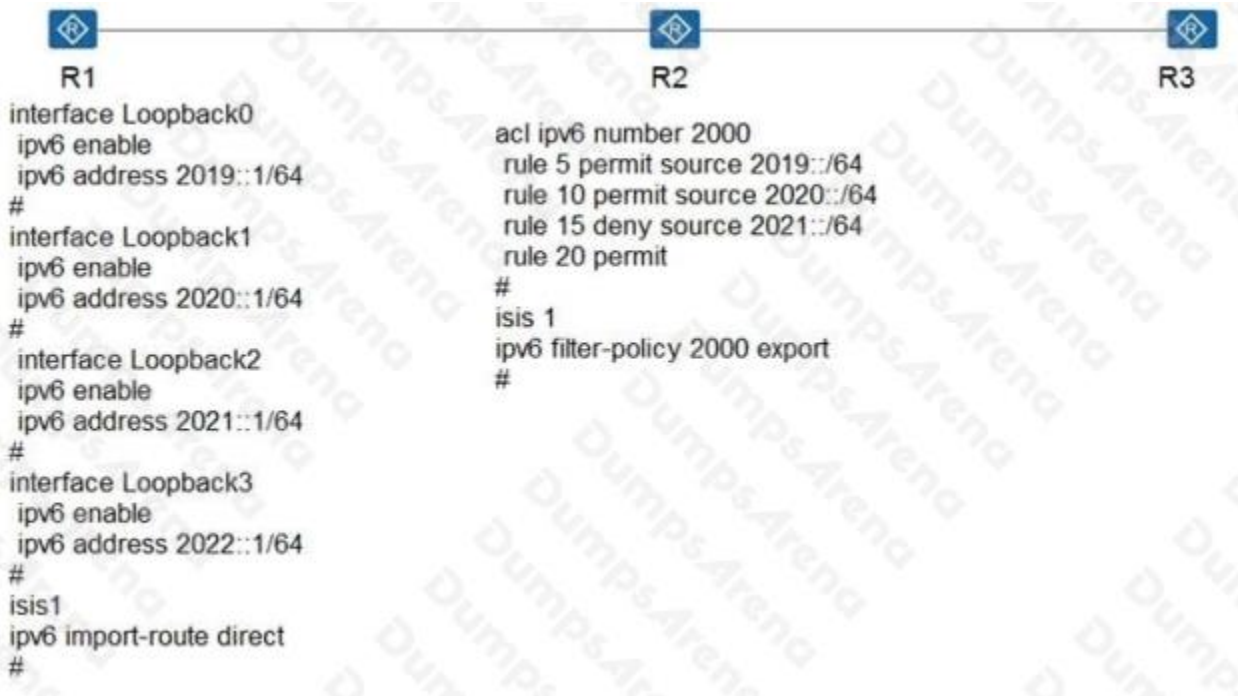 R1
interface Loopback0
ipv6 enable
ipv6 address 2019::1/64
#
interface Loopback1
ipv6 enable
ipv6 address 2020::1/64
#
interface Loopback2
ipv6 enable
ipv6 address 2021::1/64
#
interface Loopback3
ipv6 enable
ipv6 address 2022::1/64
#
isis1
ipv6 import-route direct
#
R2
acl ipv6 number 2000
rule 5 permit source 2019::/64
rule 10 permit source 2020::/64
rule 15 deny source 2021::/64
rule 20 permit
#
isis 1
ipv6 filter-policy 2000 export
#
R3
DumpsArena